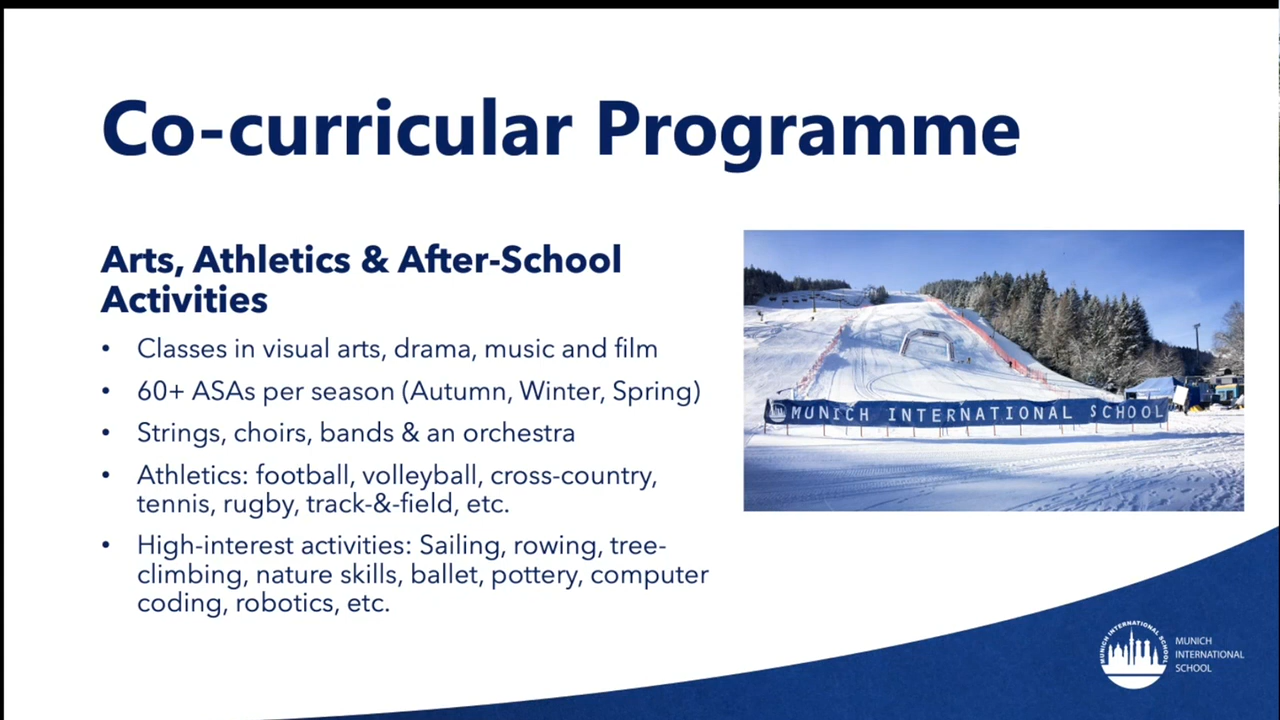 Co-curricular Programme
Arts, Athletics & After-School
Activities
• Classes in visual arts, drama, music and film
• 60+ ASAs per season (Autumn, Winter, Spring)
• Strings, choirs, bands & an orchestra
• Athletics: football, volleyball, cross-country,
tennis, rugby, track-&-field, etc.
• High-interest activities: Sailing, rowing, tree-
climbing, nature skills, ballet, pottery, computer
coding, robotics, etc.
MUNICH INTERNATIONAL SCHOOL
MUNICH INTERNATIONAL SCHOOL
MUNICH
INTERNATIONAL
SCHOOL